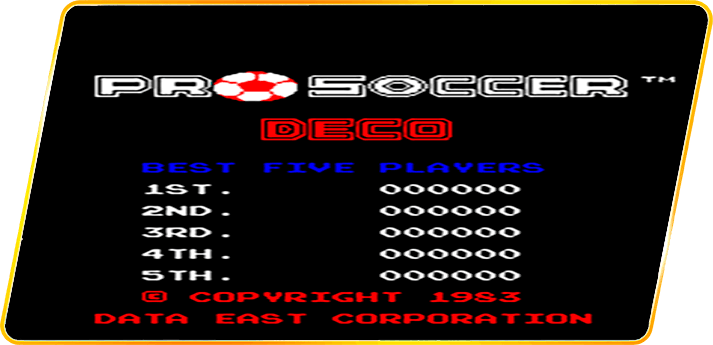 PRO SOCCER ™
DECO
BEST FIVE PLAYERS
1ST. 000000
2ND. 000000
3RD. 000000
4TH. 000000
5TH. 000000
© COPYRIGHT 1983
DATA EAST CORPORATION